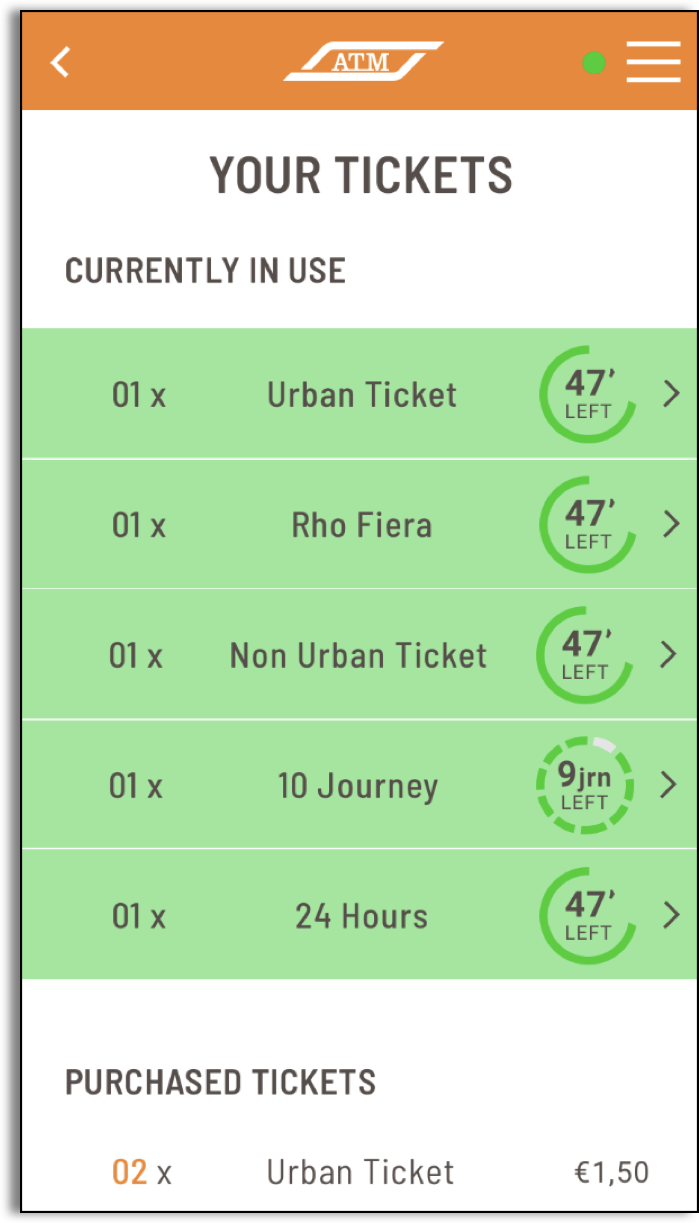 ATM
YOUR TICKETS
CURRENTLY IN USE
01 x Urban Ticket 47’ LEFT
01 x Rho Fiera 47’ LEFT
01 x Non Urban Ticket 47’ LEFT
01 x 10 Journey 9jrn LEFT
01 x 24 Hours 47’ LEFT
PURCHASED TICKETS
02 x Urban Ticket €1,50